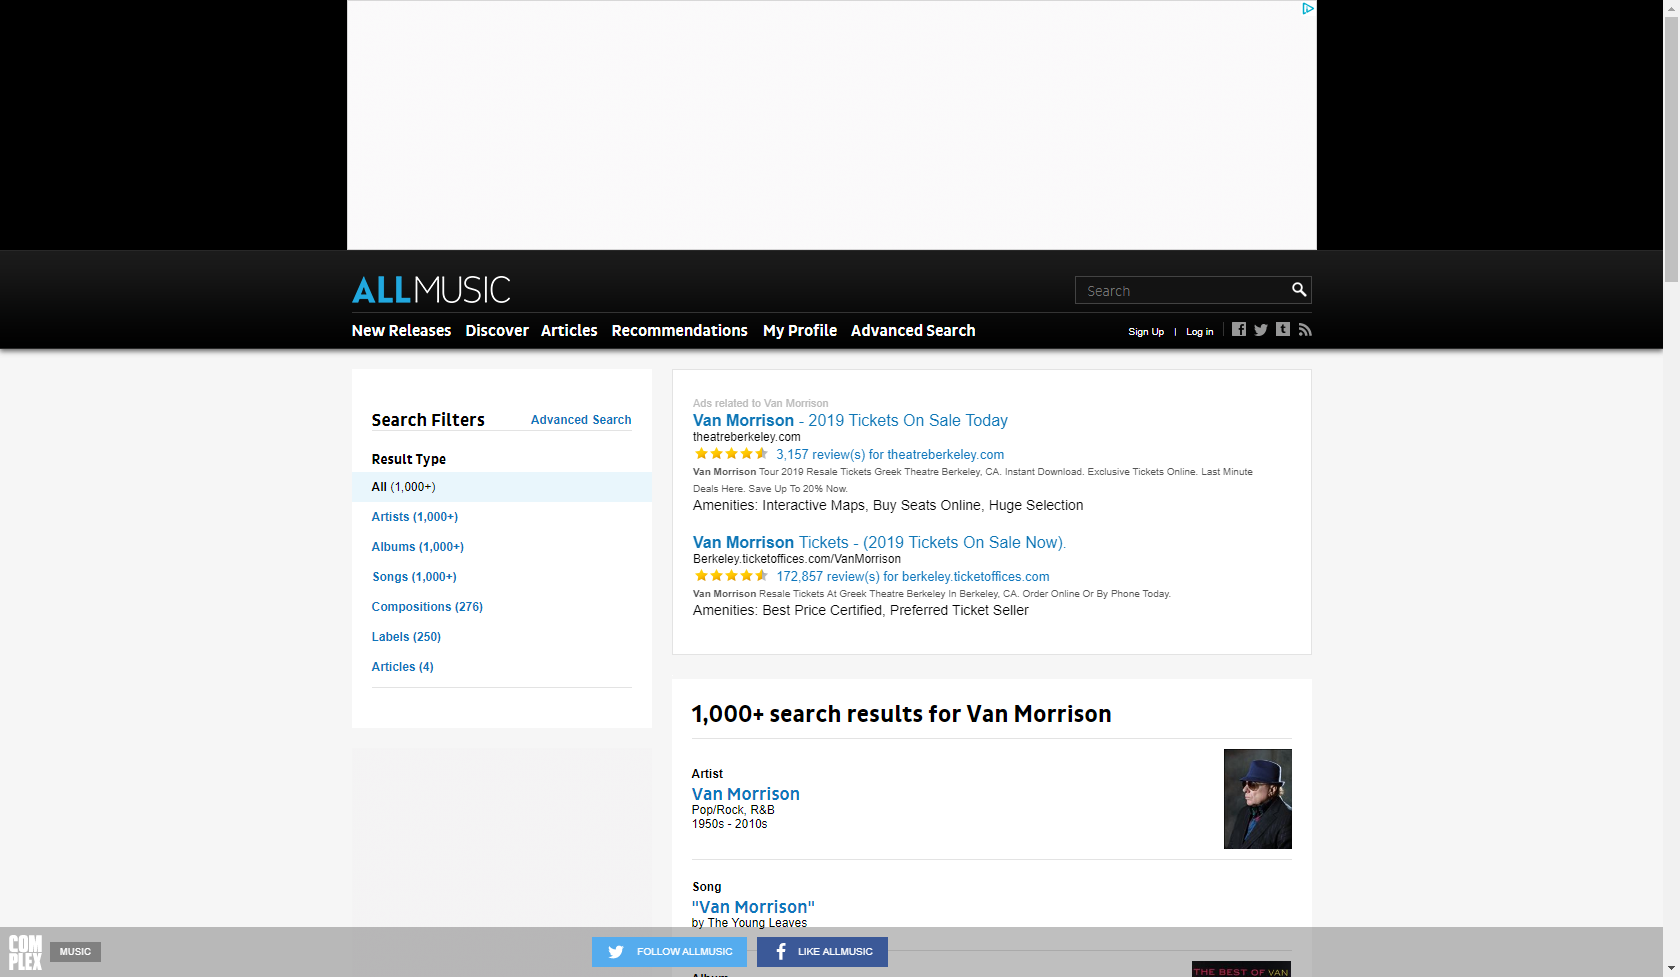 ALLMUSIC
Search
New Releases Discover Articles Recommendations My Profile Advanced Search
Sign Up | Log in
Search Filters
Advanced Search
Result Type
All (1,000+)
Artists (1,000+)
Albums (1,000+)
Songs (1,000+)
Compositions (276)
Labels (250)
Articles (4)
Ads related to Van Morrison
Van Morrison - 2019 Tickets On Sale Today
theatreberkeley.com
3,157 review(s) for theatreberkeley.com
Van Morrison Tour 2019 Resale Tickets Greek Theatre Berkeley, CA. Instant Download. Exclusive Tickets Online. Last Minute
Deals Here. Save Up To 20% Now.
Amenities: Interactive Maps, Buy Seats Online, Huge Selection
Van Morrison Tickets - (2019 Tickets On Sale Now).
Berkeley.ticketoffices.com/VanMorrison
172,857 review(s) for berkeley.ticketoffices.com
Van Morrison Resale Tickets At Greek Theatre Berkeley In Berkeley, CA. Order Online Or By Phone Today.
Amenities: Best Price Certified, Preferred Ticket Seller
1,000+ search results for Van Morrison
Artist
Van Morrison
Pop/Rock, R&B
1950s - 2010s
Song
"Van Morrison"
by The Young Leaves
COMPLEX
MUSIC
FOLLOW ALLMUSIC
LIKE ALLMUSIC
Album
THE BEST OF VAN